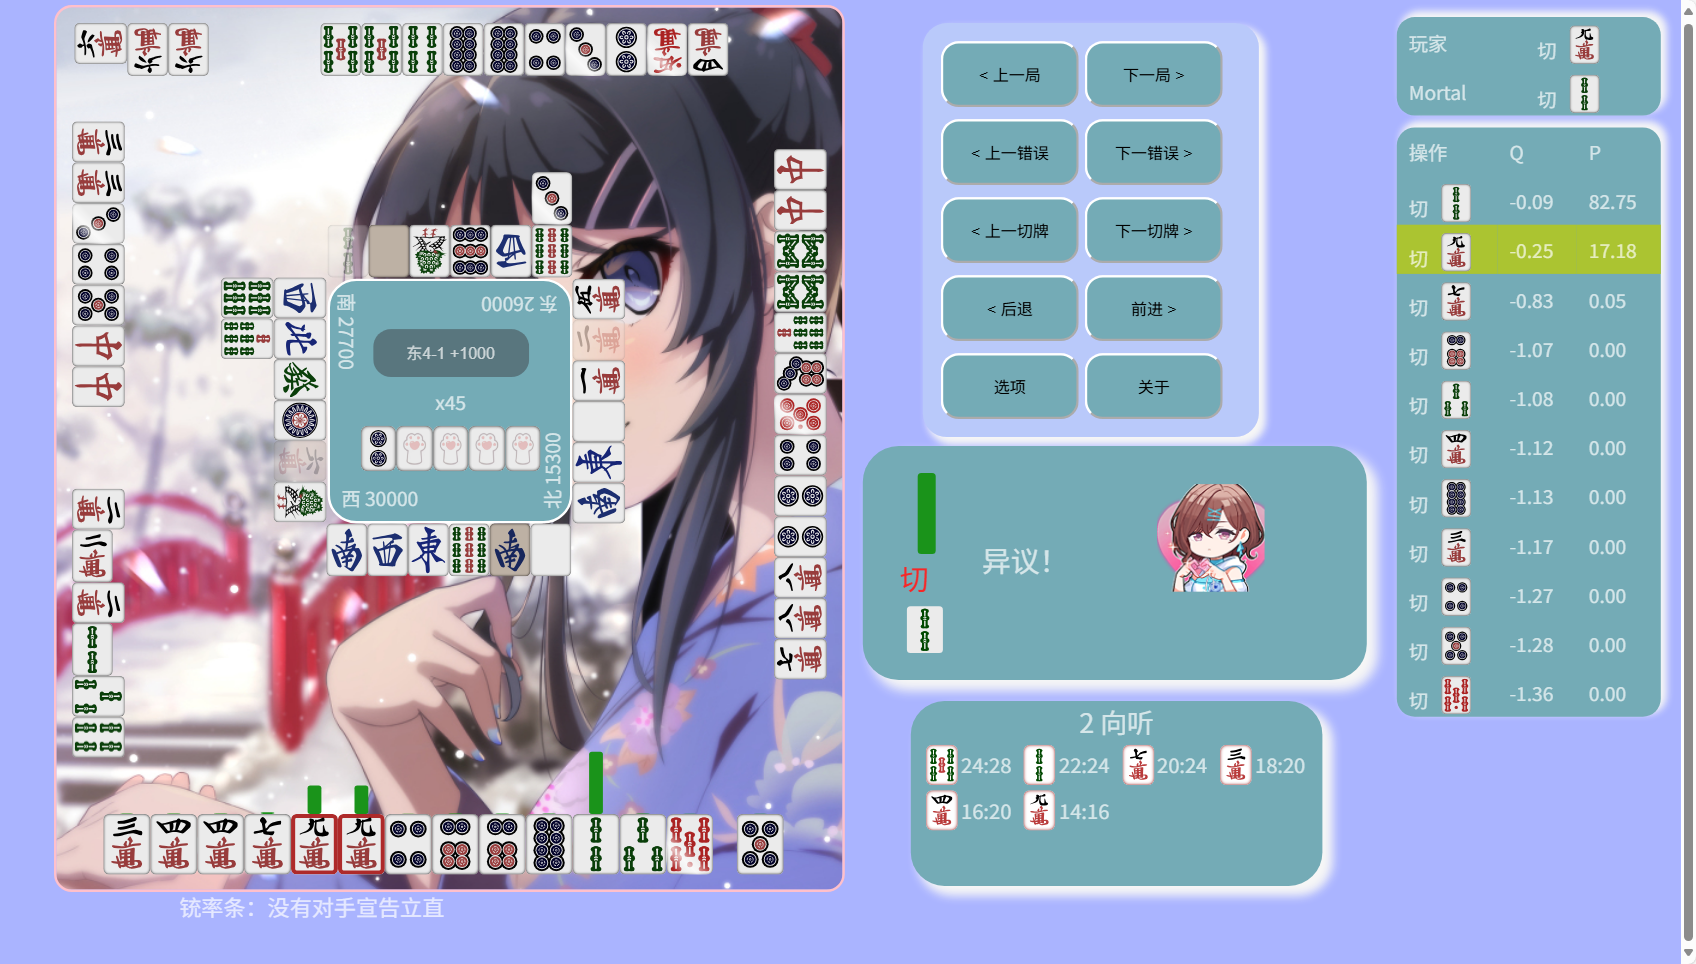 南 27700
东 26000
东4-1 +1000
x45
西 30000
北 15300
铳率条：没有对手宣告立直
< 上一局
下一局 >
< 上一错误
下一错误 >
< 上一切牌
下一切牌 >
< 后退
前进 >
选项
关于
切
异议！
2 向听
24:28
22:24
20:24
18:20
16:20
14:16
玩家 切
Mortal 切
操作 Q P
切 -0.09 82.75
切 -0.25 17.18
切 -0.83 0.05
切 -1.07 0.00
切 -1.08 0.00
切 -1.12 0.00
切 -1.13 0.00
切 -1.17 0.00
切 -1.27 0.00
切 -1.28 0.00
切 -1.36 0.00